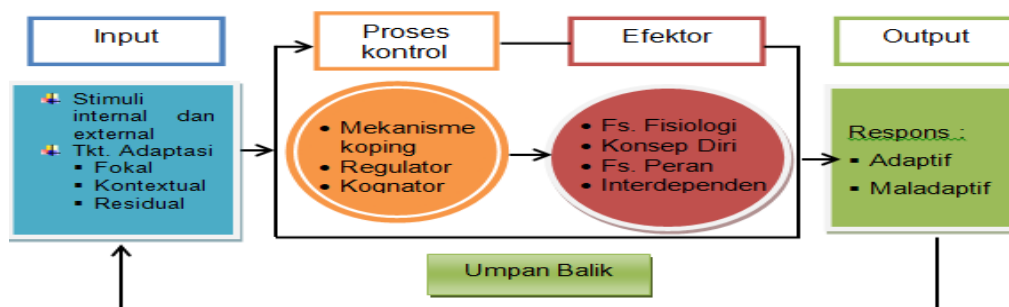 Input
Proses
kontrol
Efektor
Output
Stimuli
internal dan
external
Tkt. Adaptasi
▪ Fokal
▪ Kontextual
▪ Residual
• Mekanisme
koping
• Regulator
• Kognator
• Fs. Fisiologi
• Konsep Diri
• Fs. Peran
• Interdependen
Respons :
▪ Adaptif
▪ Maladaptif
Umpan Balik